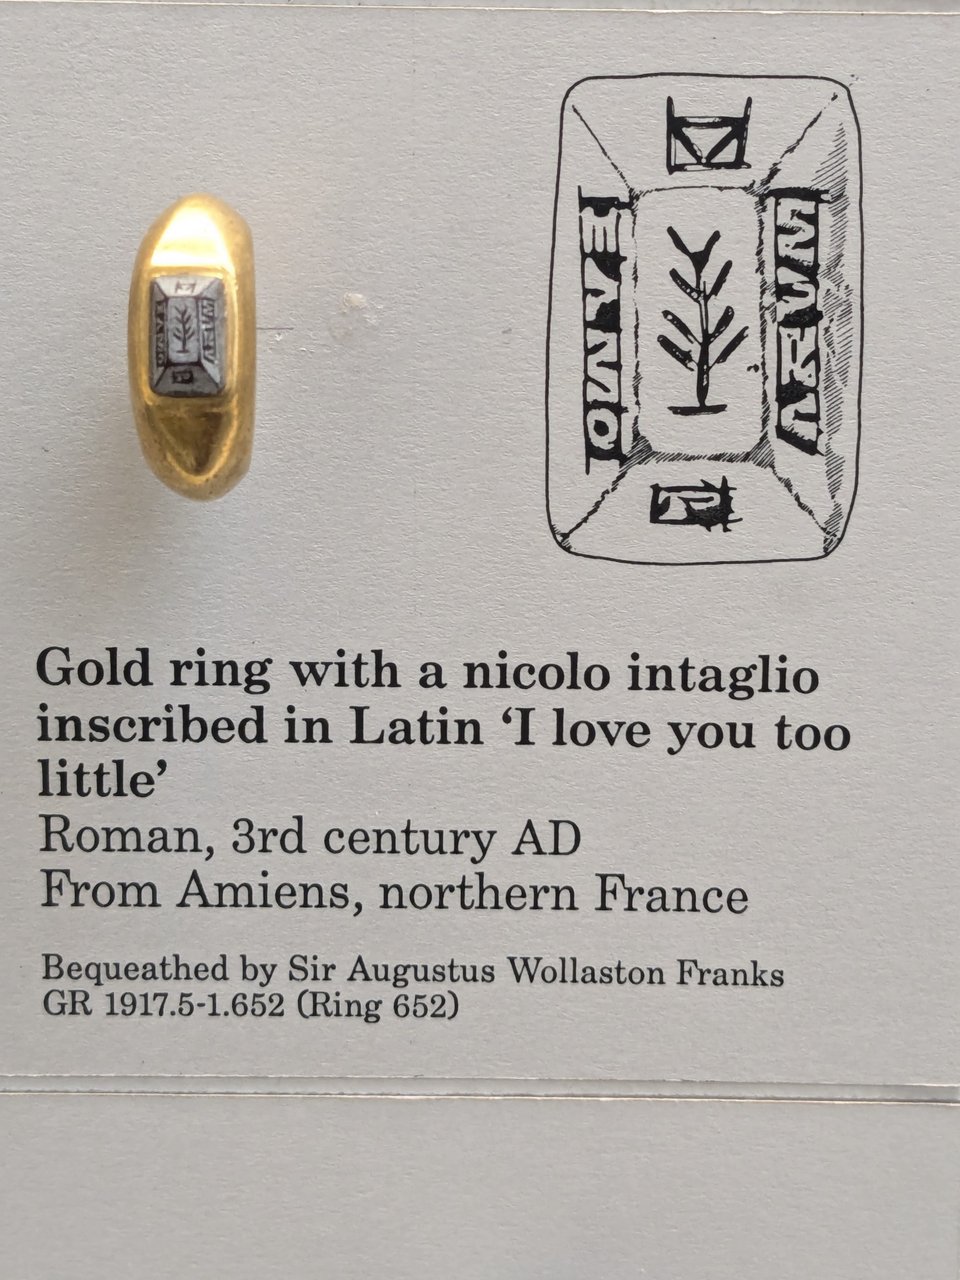 Gold ring with a nicolo intaglio
inscribed in Latin ‘I love you too
little’
Roman, 3rd century AD
From Amiens, northern France
Bequeathed by Sir Augustus Wollaston Franks
GR 1917.5-1.652 (Ring 652)